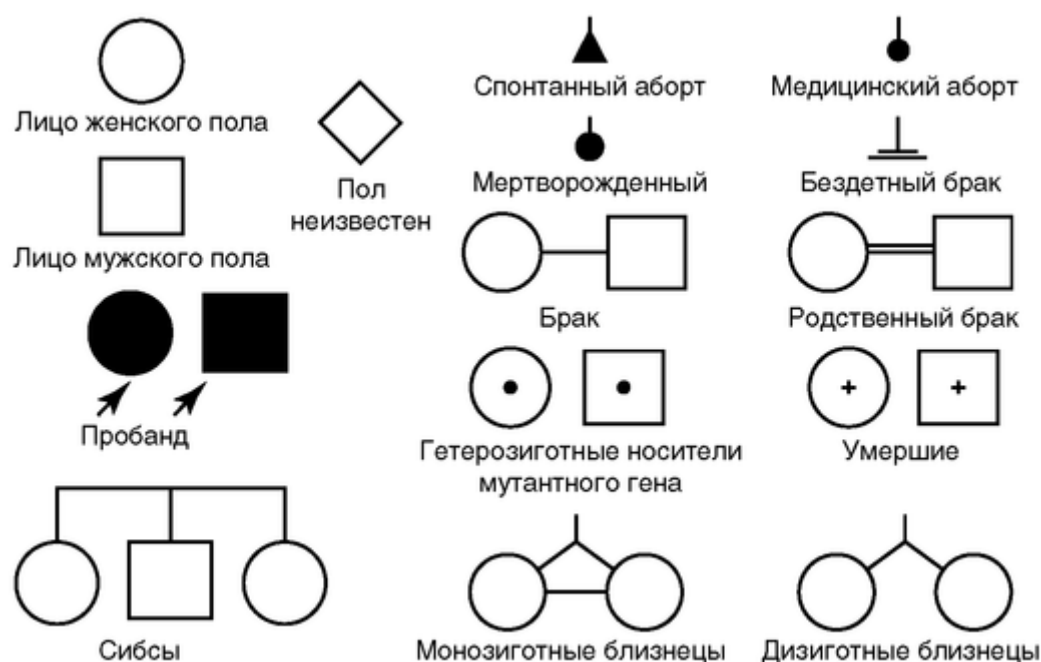 Лицо женского пола
Лицо мужского пола
Пробанд
Сибсы
Пол
неизвестен
Спонтанный аборт
Медицинский аборт
Мертворожденный
Бездетный брак
Брак
Родственный брак
Гетерозиготные носители
мутантного гена
Умершие
Монозиготные близнецы
Дизиготные близнецы